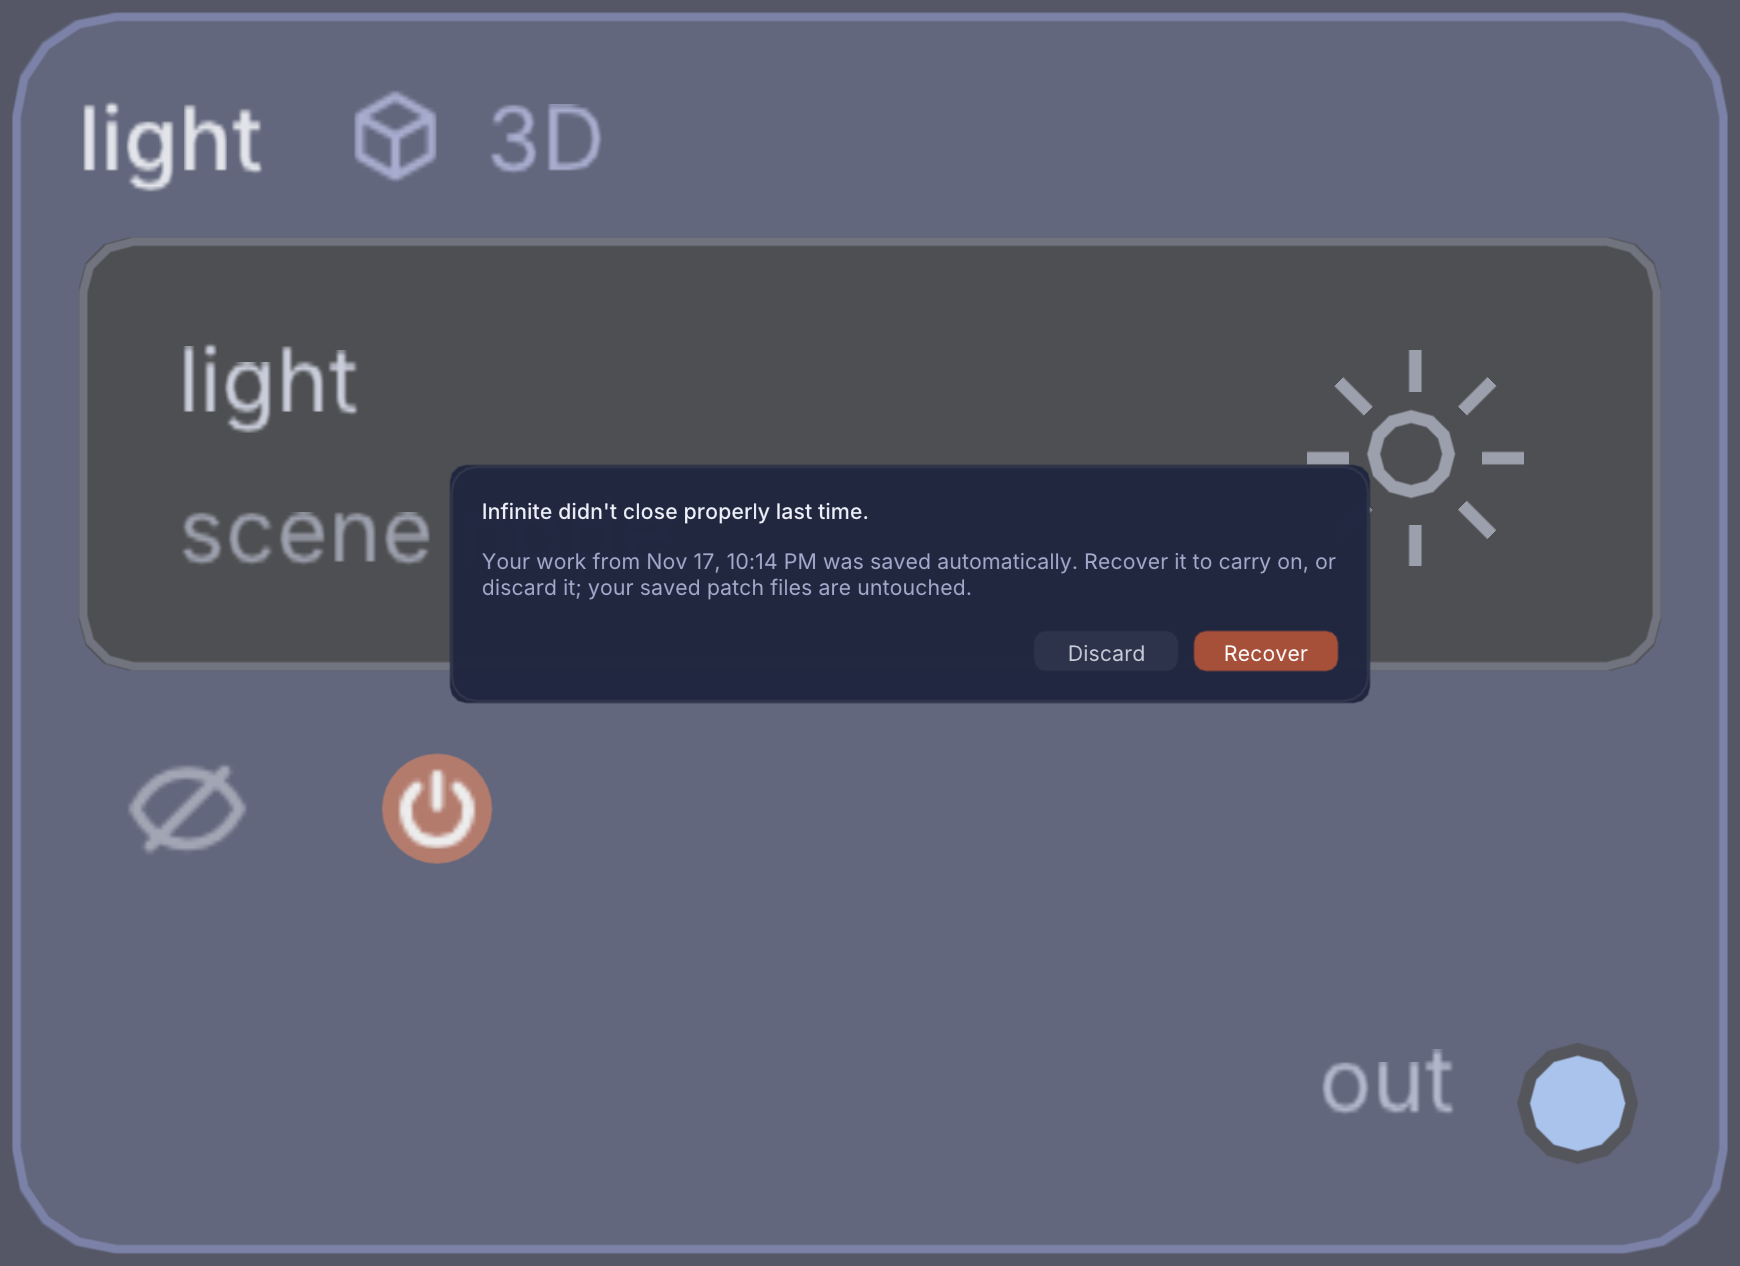 light 3D
light
scene
Infinite didn't close properly last time.
Your work from Nov 17, 10:14 PM was saved automatically. Recover it to carry on, or
discard it; your saved patch files are untouched.
Discard Recover
out